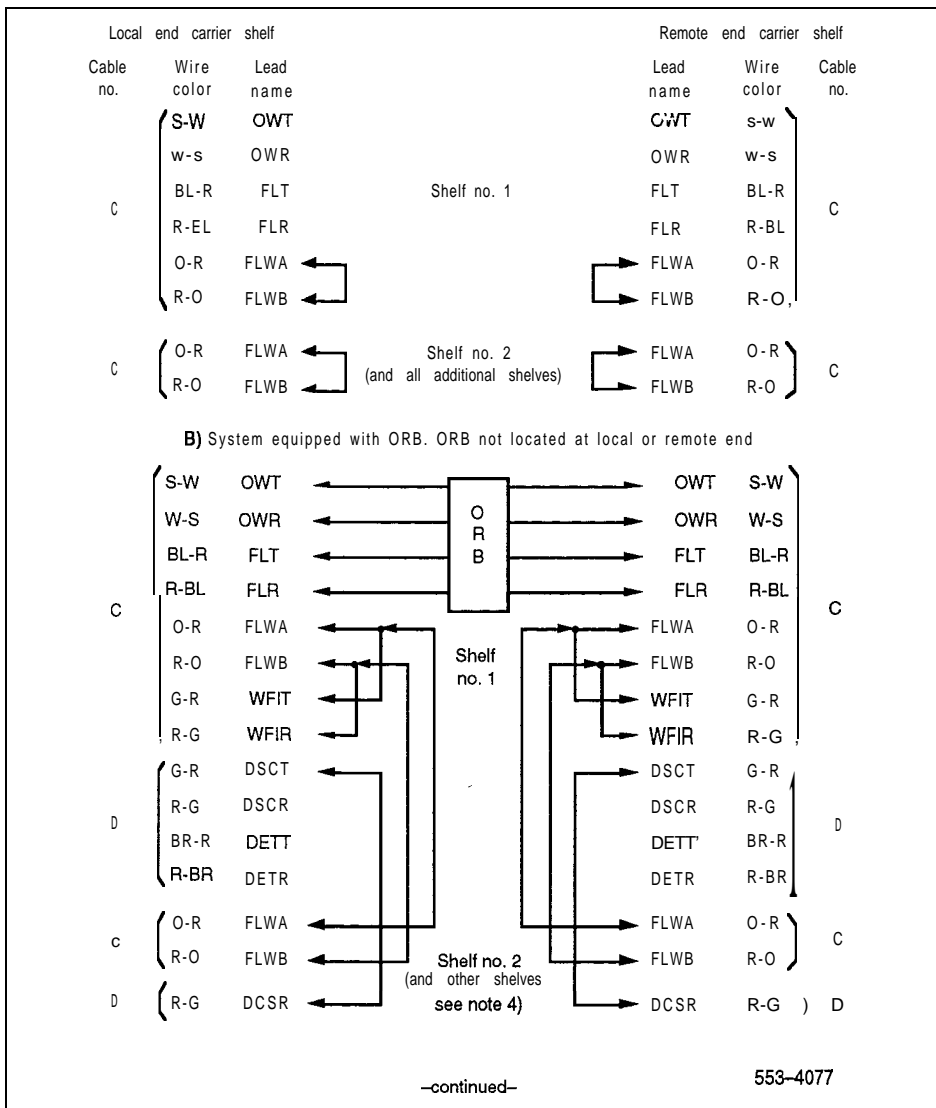 Local end carrier shelf Remote end carrier shelf
Cable Wire Lead Lead Wire Cable
no. color name name color no.
S-W OWT OWT s-w
w-s OWR OWR w-s
BL-R FLT Shelf no. 1 FLT BL-R
C C
R-EL FLR FLR R-BL
O-R FLWA FLWA O-R
R-O FLWB FLWB R-O,
O-R FLWA Shelf no. 2 FLWA O-R
C (and all additional shelves) C
R-O FLWB FLWB R-O
B) System equipped with ORB. ORB not located at local or remote end
S-W OWT OWT S-W
W-S OWR O OWR W-S
R
BL-R FLT B FLT BL-R
R-BL FLR FLR R-BL
C C
O-R FLWA FLWA O-R
R-O FLWB Shelf FLWB R-O
no. 1
G-R WFIT WFIT G-R
R-G WFIR WFIR R-G
G-R DSCT DSCT G-R
R-G DSCR DSCR R-G
D D
BR-R DETT DETT' BR-R
R-BR DETR DETR R-BR
O-R FLWA FLWA O-R
c C
R-O FLWB Shelf no. 2 FLWB R-O
(and other shelves
D R-G DCSR see note 4) DCSR R-G ) D
–continued–
553–4077